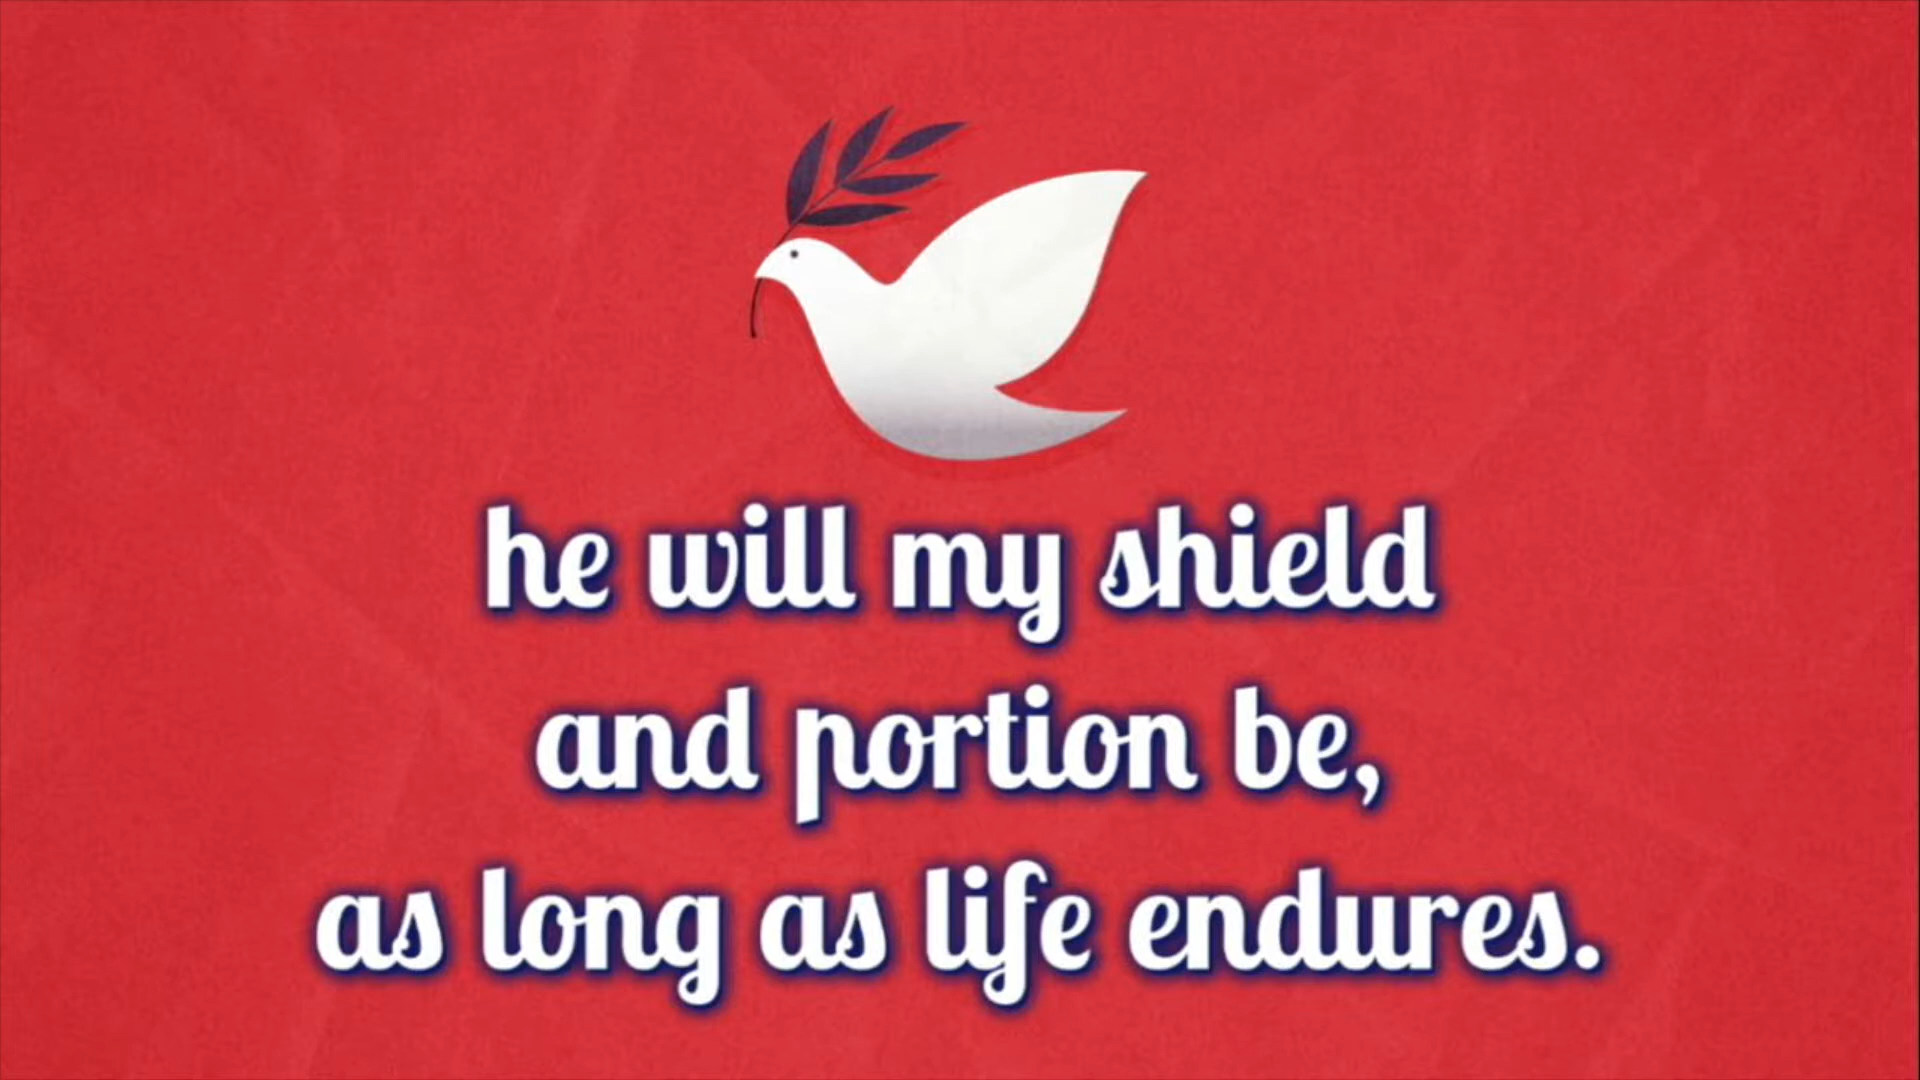 he will my shield
and portion be,
as long as life endures.